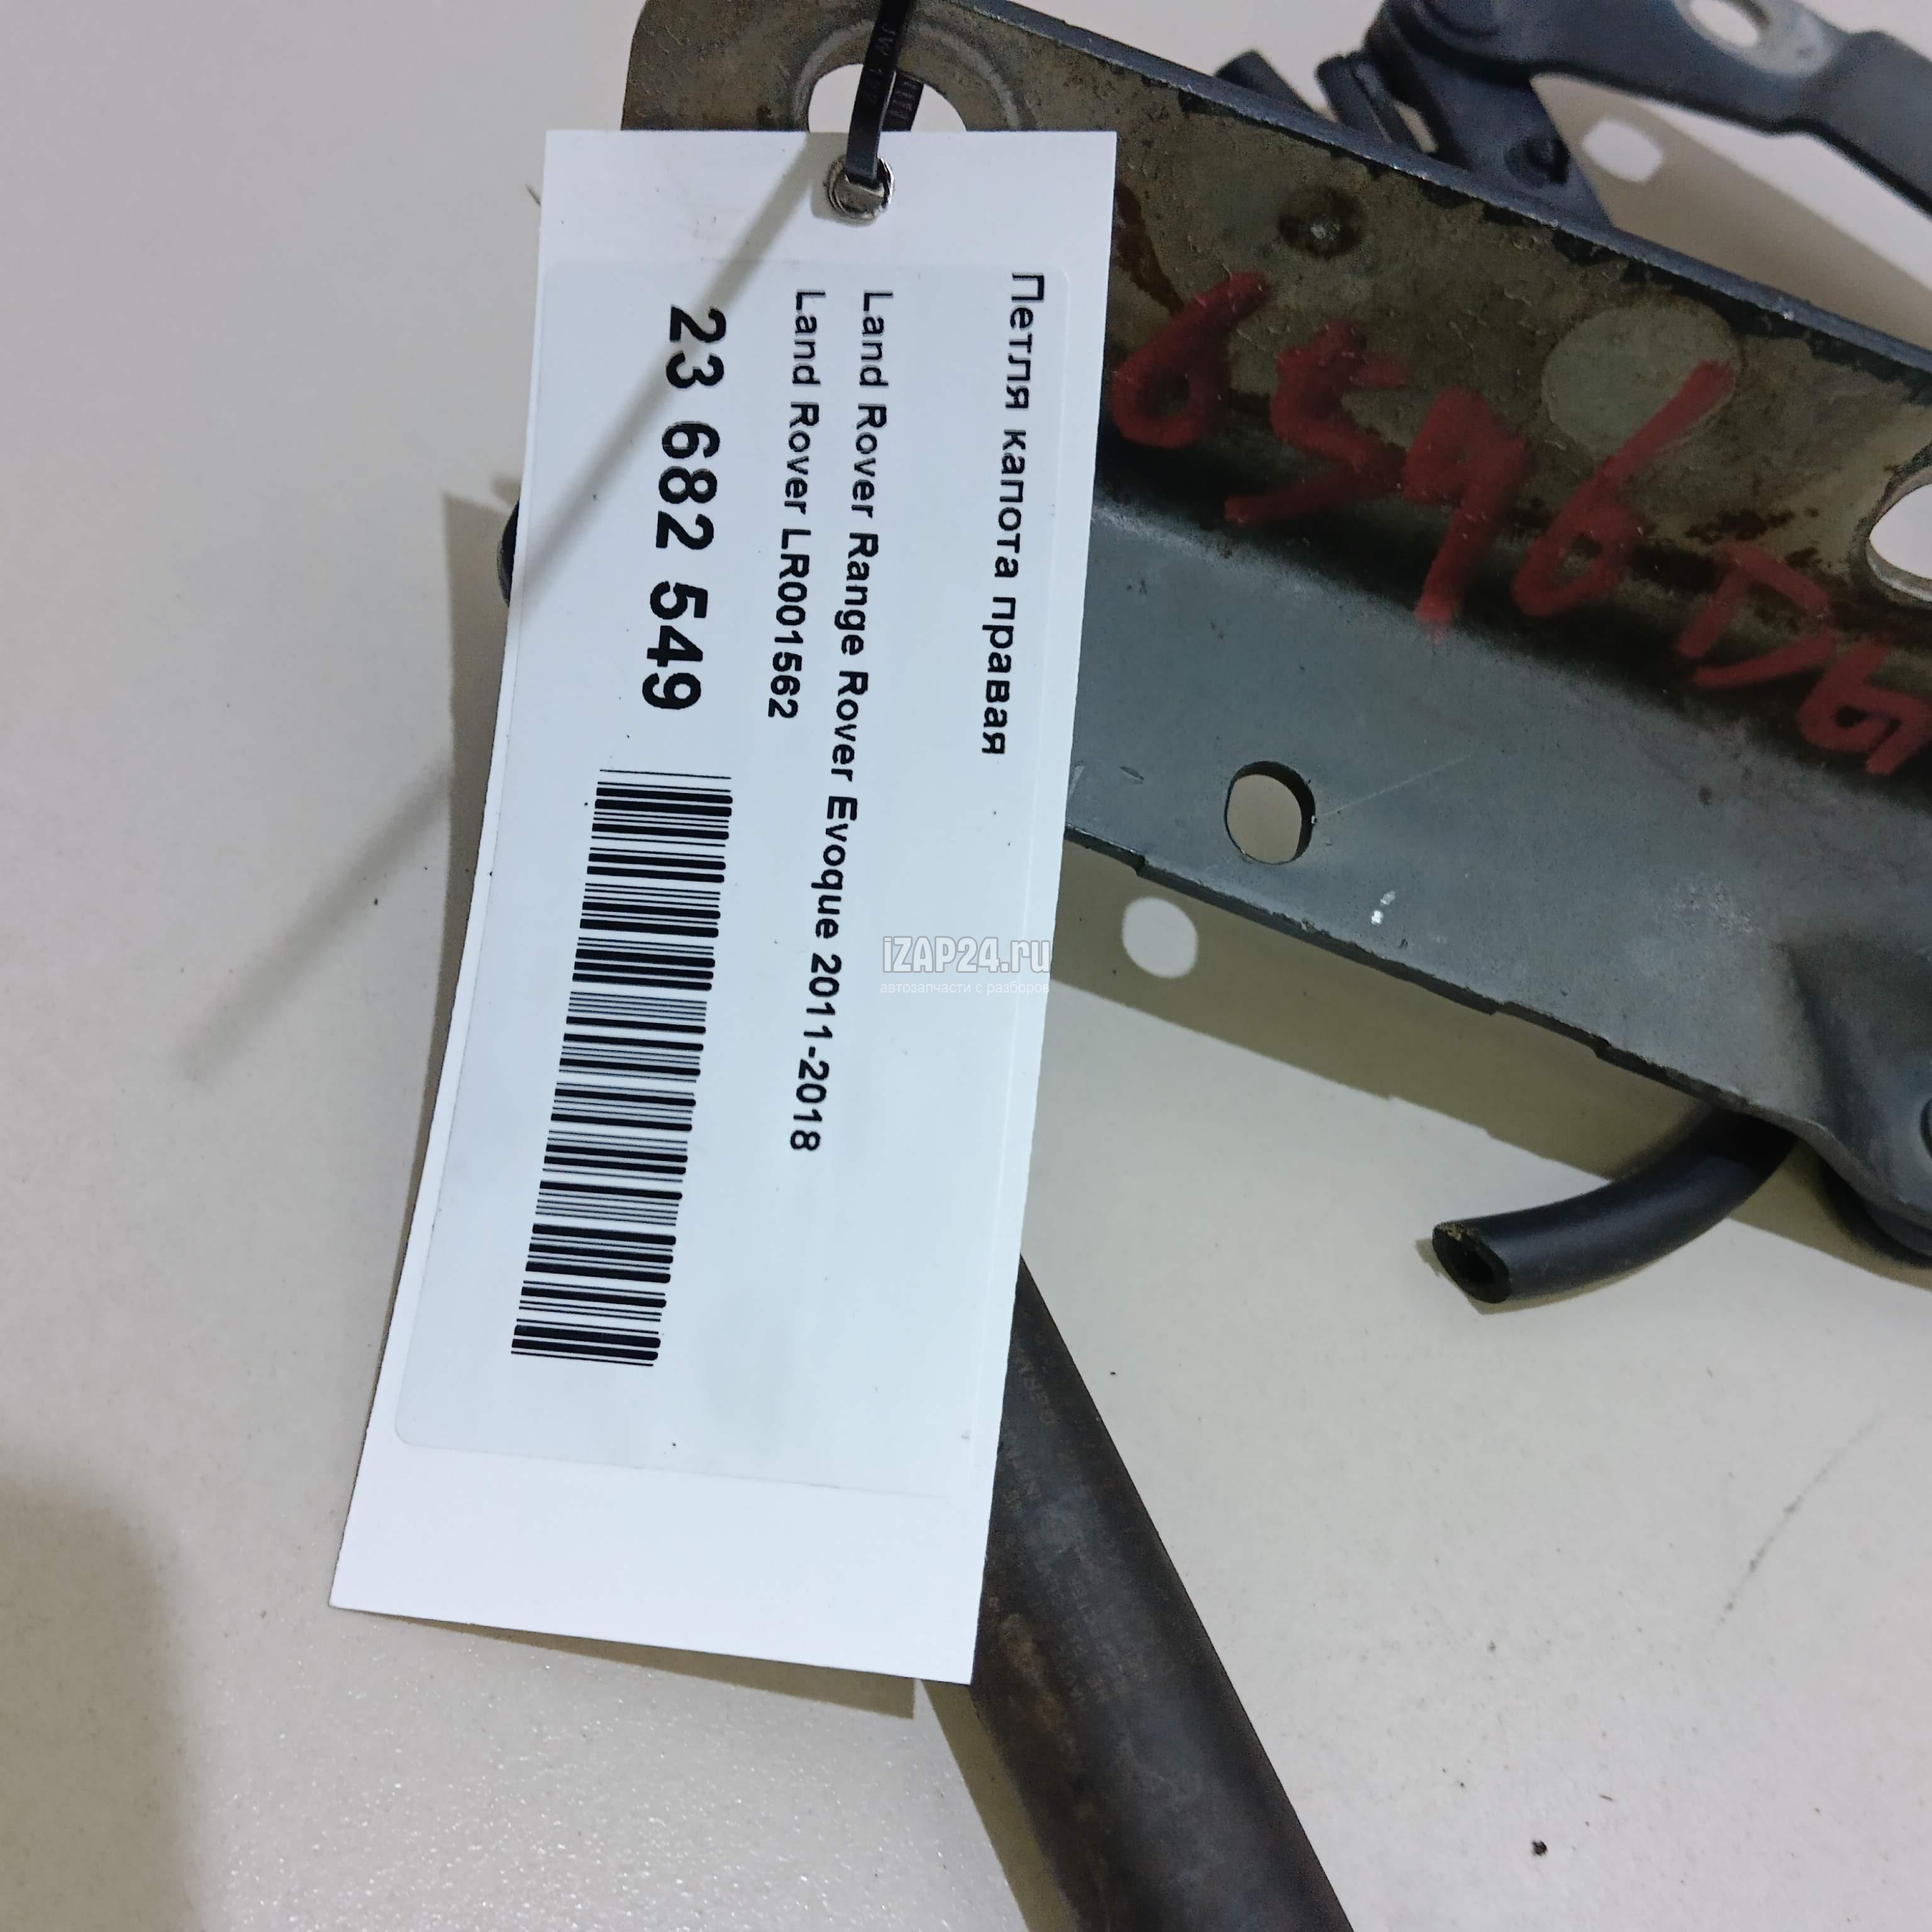 Петля капота правая
Land Rover Range Rover Evoque 2011-2018
Land Rover LR001562
23 682 549
iZAP24.ru
автозапчасти с разборов